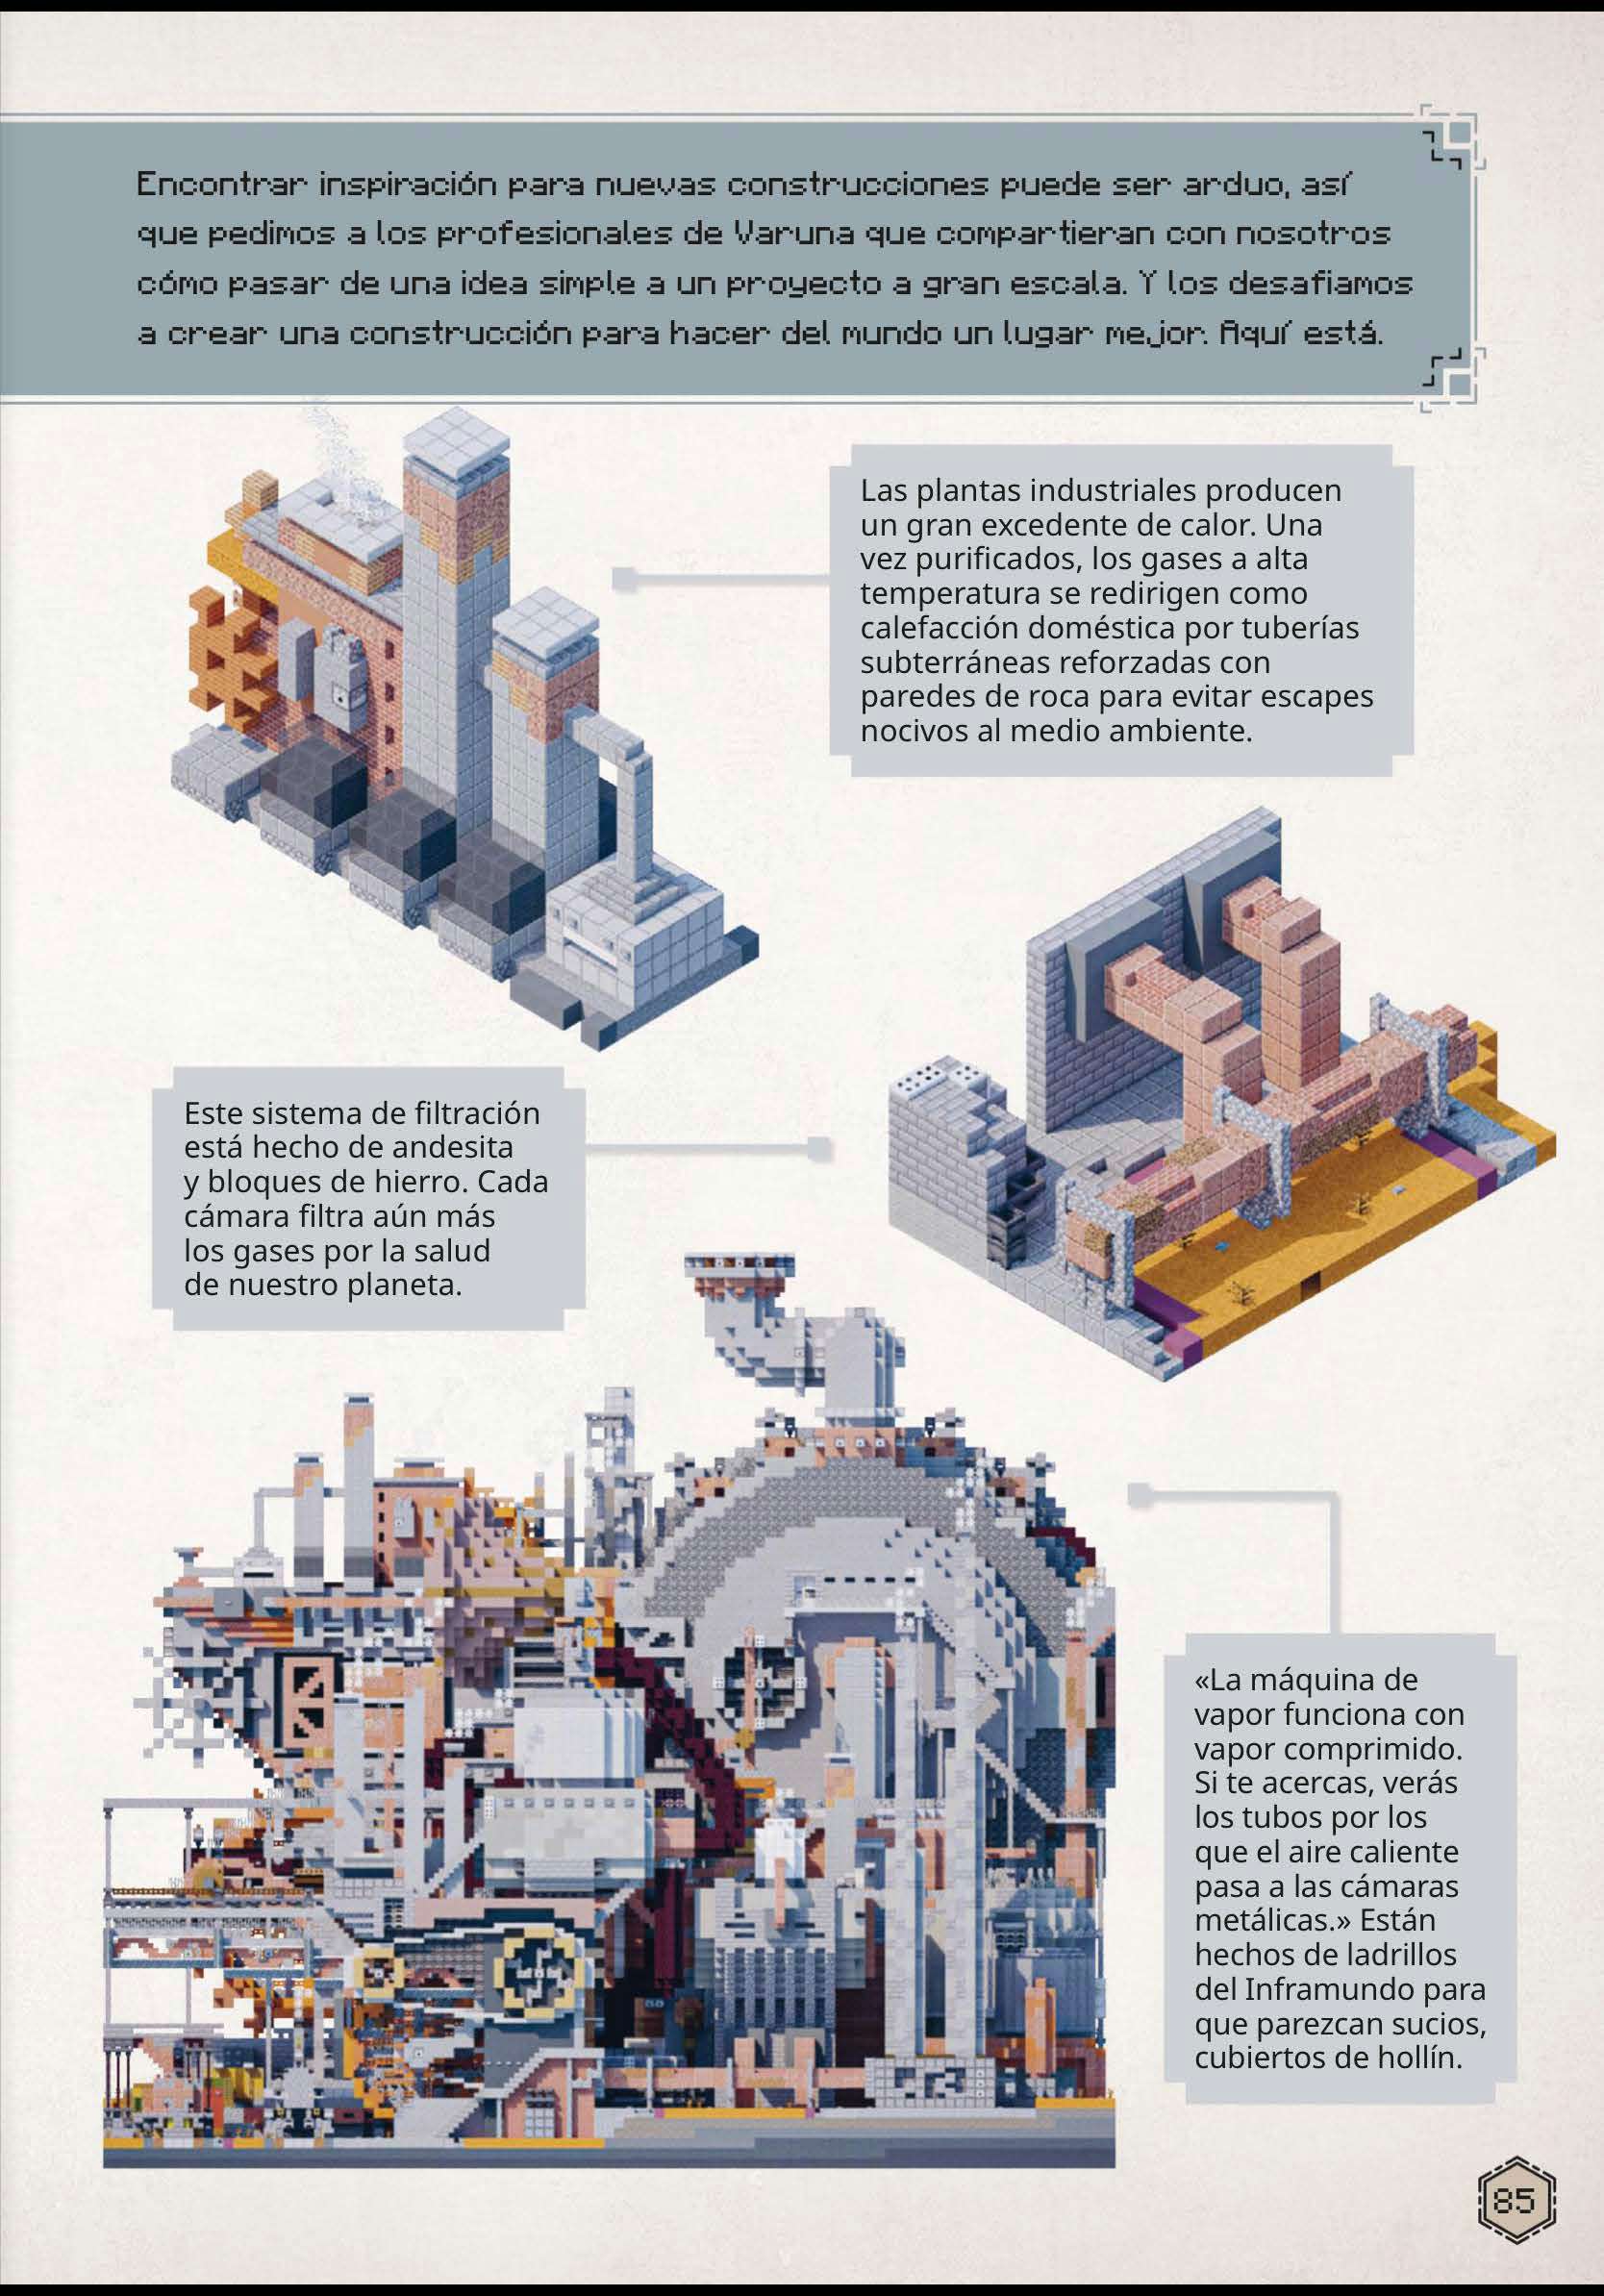 Encontrar inspiración para nuevas construcciones puede ser arduo, así
que pedimos a los profesionales de Varuna que compartieran con nosotros
cómo pasar de una idea simple a un proyecto a gran escala. Y los desafiamos
a crear una construcción para hacer del mundo un lugar mejor. Aquí está.
Las plantas industriales producen
un gran excedente de calor. Una
vez purificados, los gases a alta
temperatura se redirigen como
calefacción doméstica por tuberías
subterráneas reforzadas con
paredes de roca para evitar escapes
nocivos al medio ambiente.
Este sistema de filtración
está hecho de andesita
y bloques de hierro. Cada
cámara filtra aún más
los gases por la salud
de nuestro planeta.
«La máquina de
vapor funciona con
vapor comprimido.
Si te acercas, verás
los tubos por los
que el aire caliente
pasa a las cámaras
metálicas.» Están
hechos de ladrillos
del Inframundo para
que parezcan sucios,
cubiertos de hollín.
85